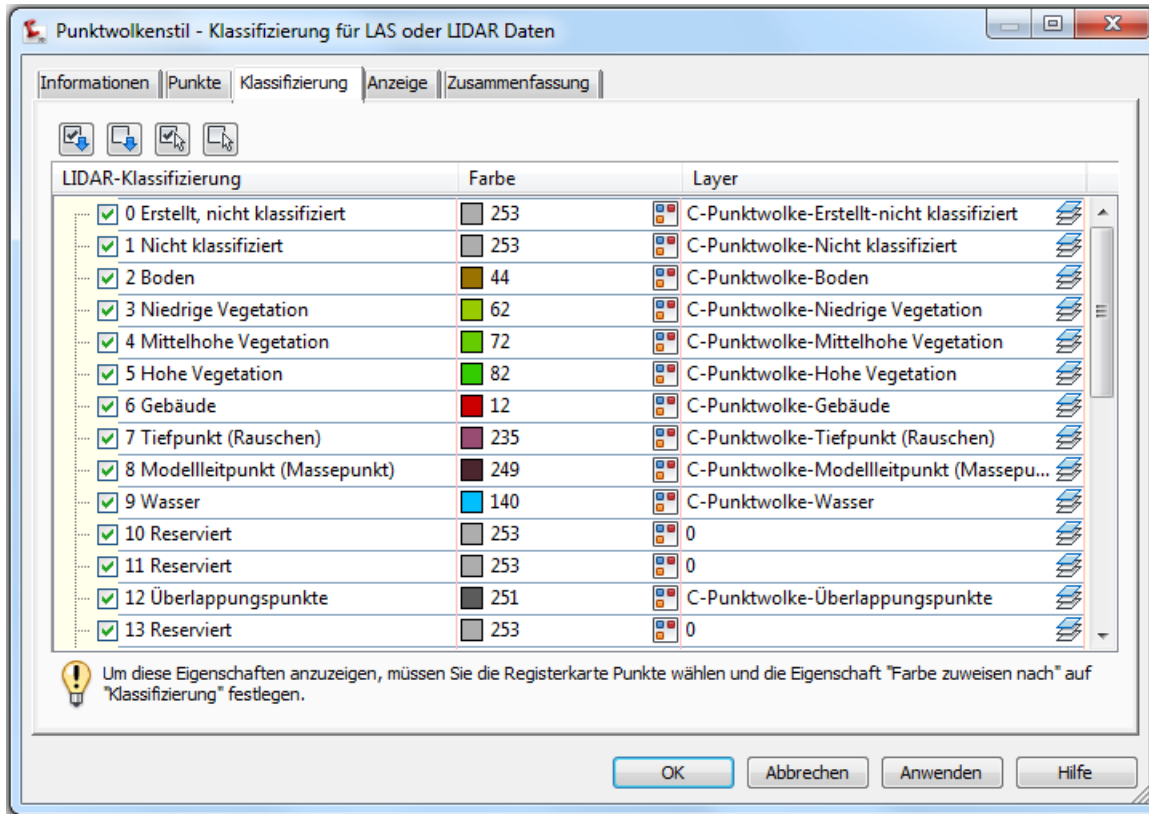 Punktwolkenstil - Klassifizierung für LAS oder LIDAR Daten
Informationen Punkte Klassifizierung Anzeige Zusammenfassung
LIDAR-Klassifizierung Farbe Layer
0 Erstellt, nicht klassifiziert 253 C-Punktwolke-Erstellt-nicht klassifiziert
1 Nicht klassifiziert 253 C-Punktwolke-Nicht klassifiziert
2 Boden 44 C-Punktwolke-Boden
3 Niedrige Vegetation 62 C-Punktwolke-Niedrige Vegetation
4 Mittelhohe Vegetation 72 C-Punktwolke-Mittelhohe Vegetation
5 Hohe Vegetation 82 C-Punktwolke-Hohe Vegetation
6 Gebäude 12 C-Punktwolke-Gebäude
7 Tiefpunkt (Rauschen) 235 C-Punktwolke-Tiefpunkt (Rauschen)
8 Modellleitpunkt (Massepunkt) 249 C-Punktwolke-Modellleitpunkt (Massepu...
9 Wasser 140 C-Punktwolke-Wasser
10 Reserviert 253 0
11 Reserviert 253 0
12 Überlappungspunkte 251 C-Punktwolke-Überlappungspunkte
13 Reserviert 253 0
Um diese Eigenschaften anzuzeigen, müssen Sie die Registerkarte Punkte wählen und die Eigenschaft "Farbe zuweisen nach" auf
"Klassifizierung" festlegen.
OK Abbrechen Anwenden Hilfe